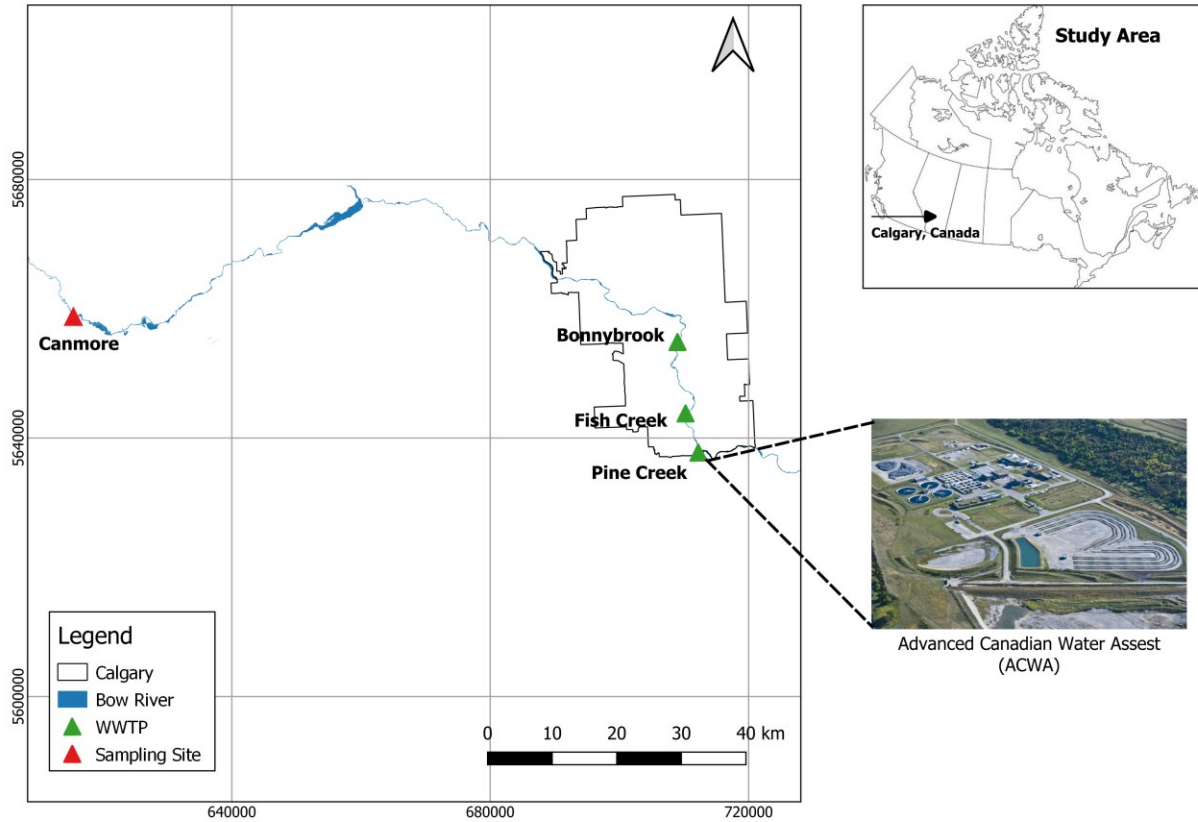 Study Area
Calgary, Canada
5680000
5640000
5600000
Canmore
Bonnybrook
Fish Creek
Pine Creek
Advanced Canadian Water Assest
(ACWA)
Legend
Calgary
Bow River
WWTP
Sampling Site
0 10 20 30 40 km
640000 680000 720000